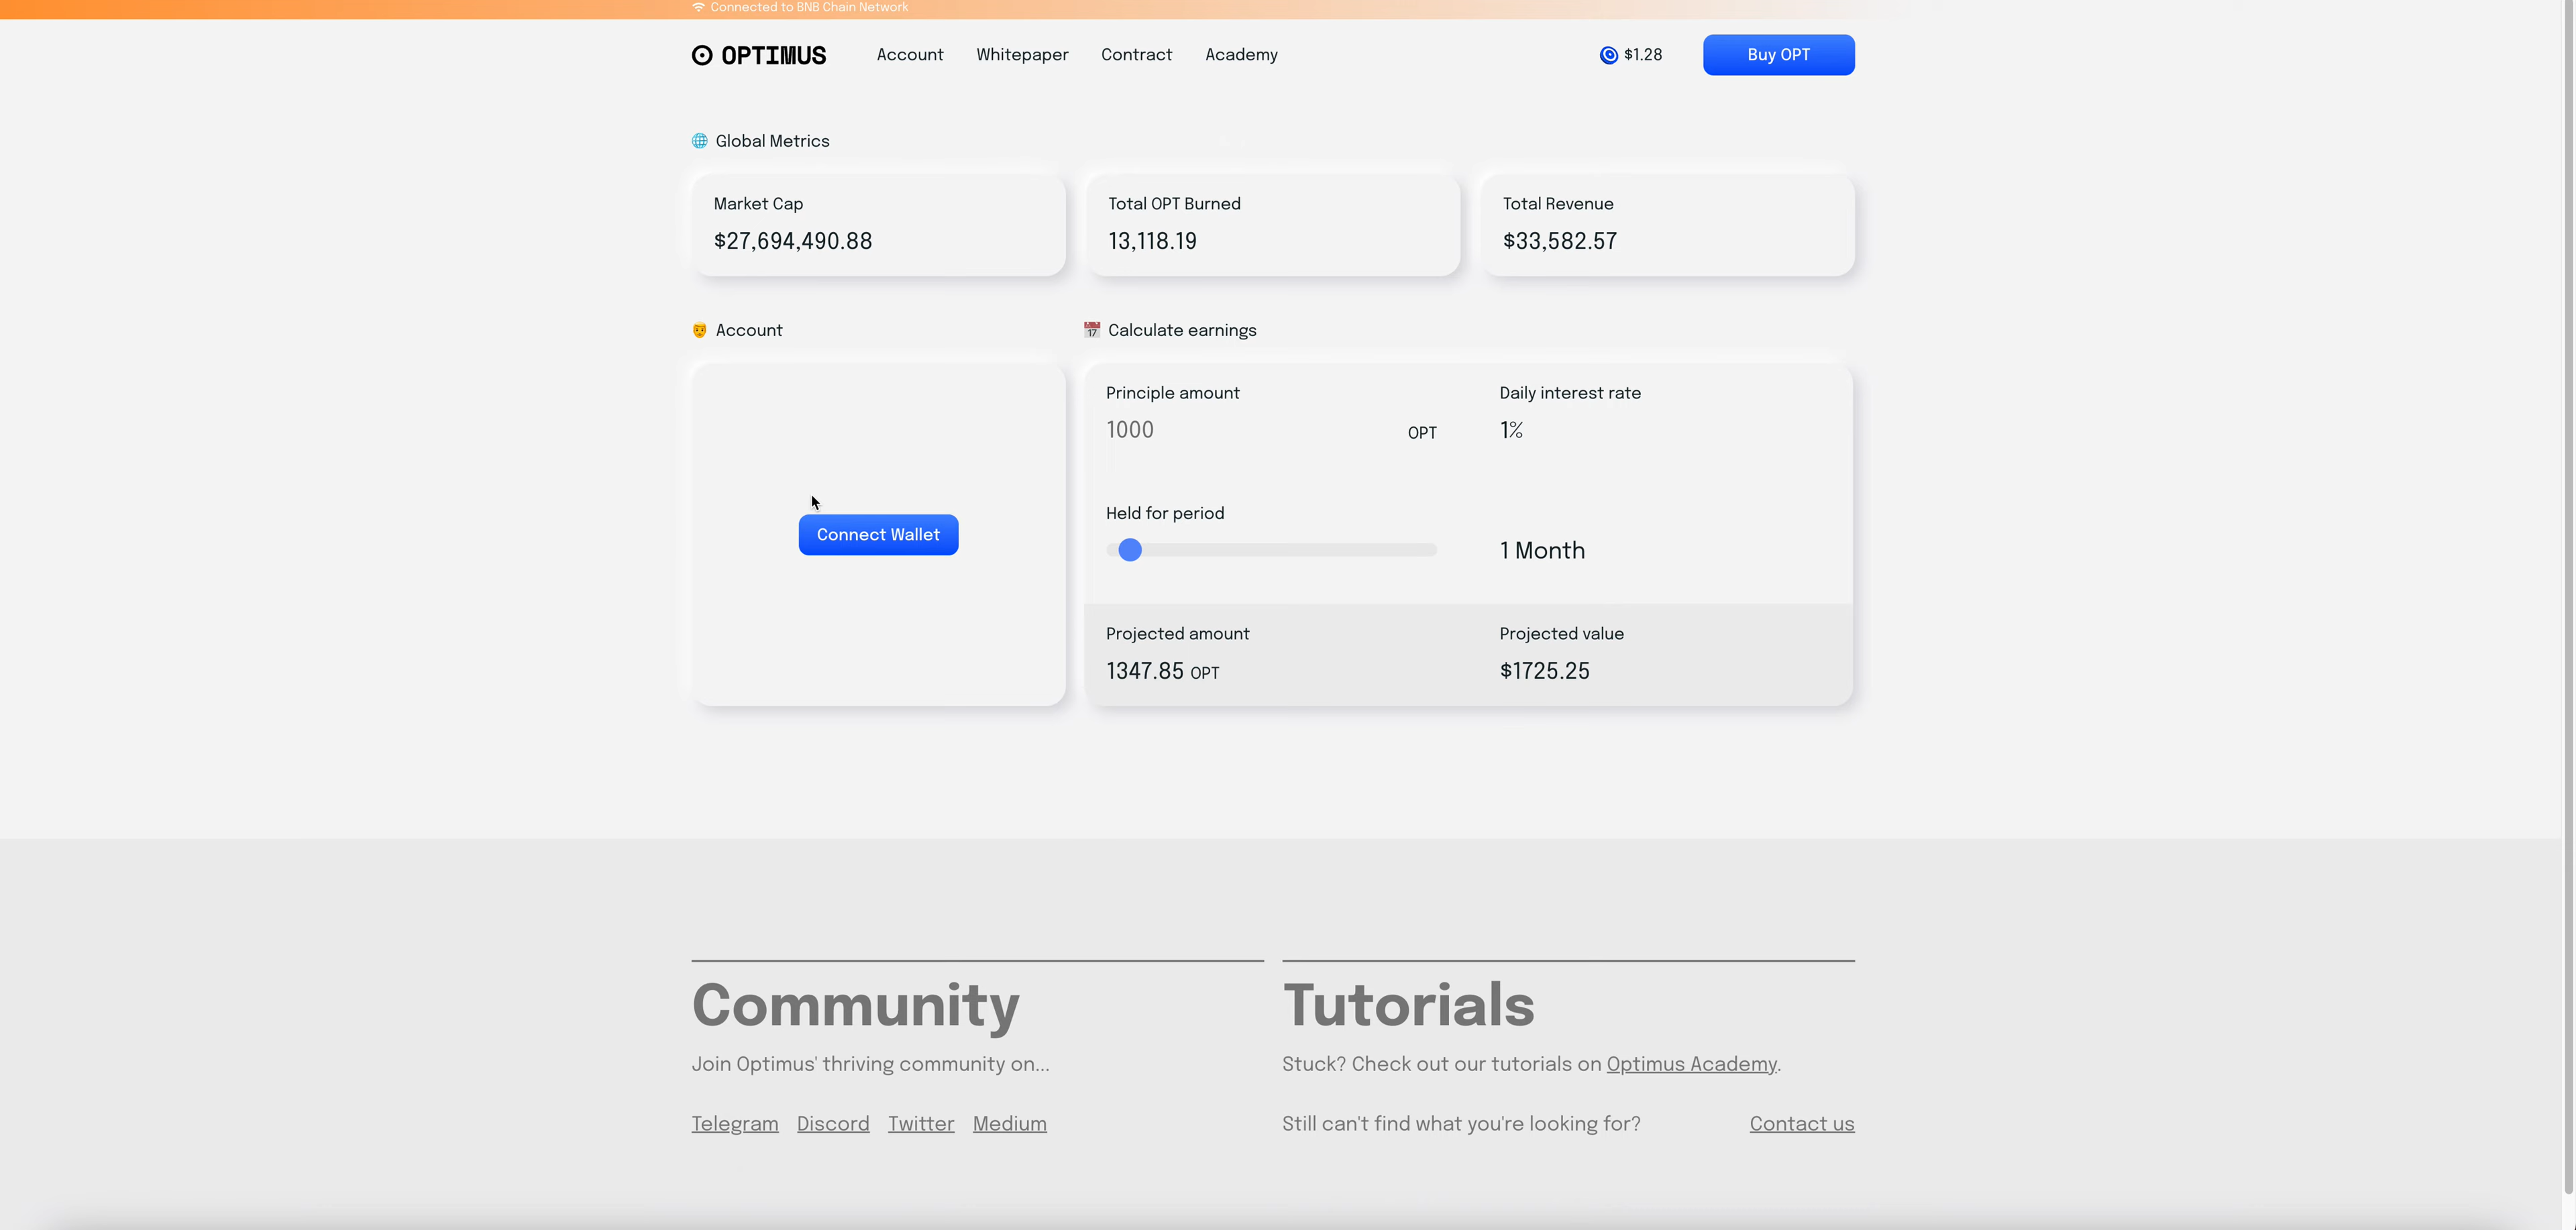 Connected to BNB Chain Network
OPTIMUS Account Whitepaper Contract Academy $1.28 Buy OPT
Global Metrics
Market Cap Total OPT Burned Total Revenue
$27,694,490.88 13,118.19 $33,582.57
Account Calculate earnings
Principle amount Daily interest rate
1000 OPT 1%
Held for period
Connect Wallet
1 Month
Projected amount Projected value
1347.85 OPT $1725.25
Community Tutorials
Join Optimus' thriving community on... Stuck? Check out our tutorials on Optimus Academy.
Telegram Discord Twitter Medium Still can't find what you're looking for? Contact us